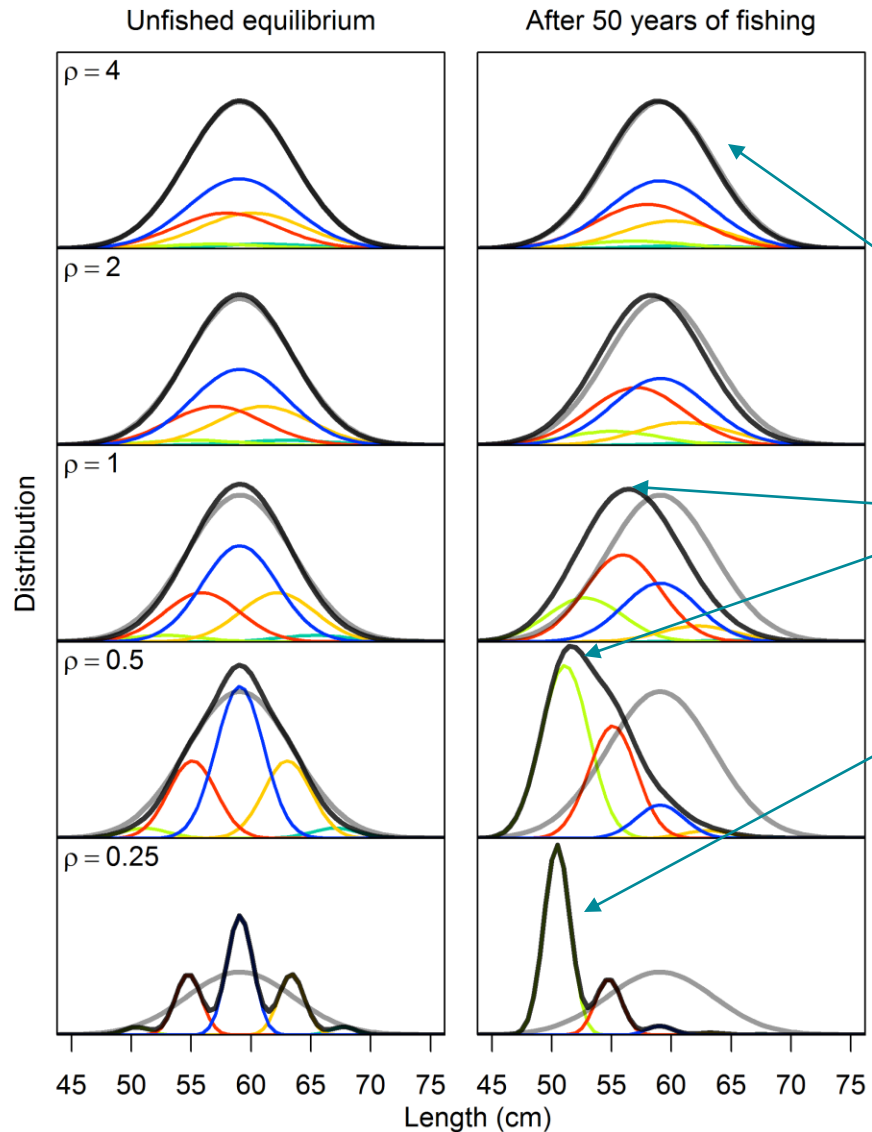 Unfished equilibrium
After 50 years of fishing
ρ = 4
ρ = 2
ρ = 1
ρ = 0.5
ρ = 0.25
Distribution
45 50 55 60 65 70 75
45 50 55 60 65 70 75
Length (cm)